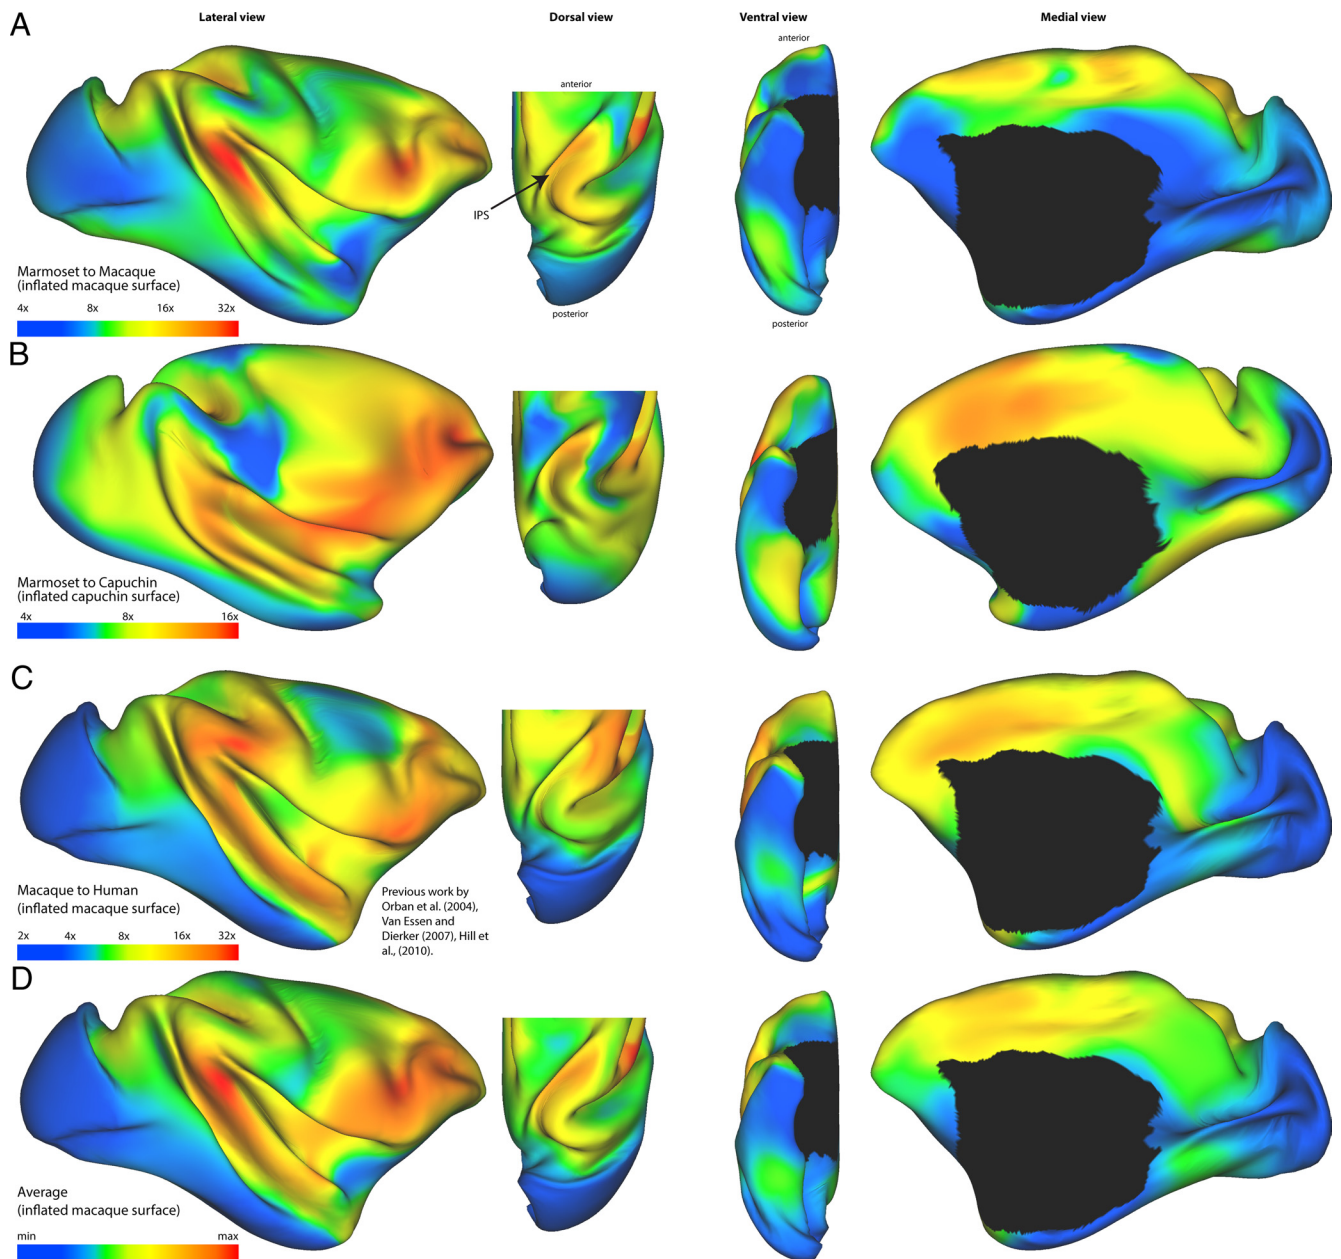 A
Lateral view
Dorsal view
Ventral view
Medial view
anterior
anterior
IPS
Marmoset to Macaque
(inflated macaque surface)
4x 8x 16x 32x
posterior
posterior
B
Marmoset to Capuchin
(inflated capuchin surface)
4x 8x 16x
C
Macaque to Human
(inflated macaque surface)
2x 4x 8x 16x 32x
Previous work by
Orban et al. (2004),
Van Essen and
Dierker (2007), Hill et
al., (2010).
D
Average
(inflated macaque surface)
min max